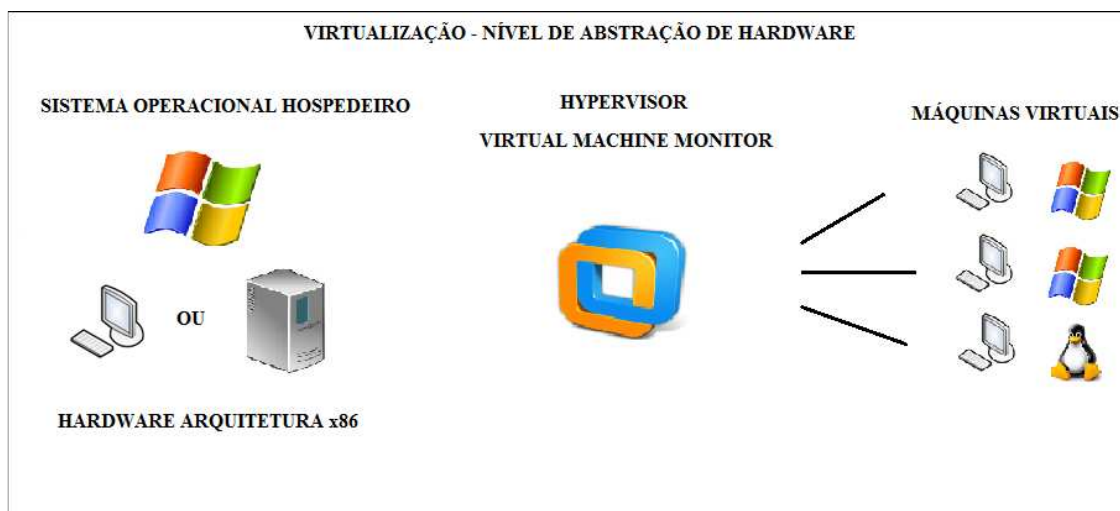 VIRTUALIZAÇÃO - NÍVEL DE ABSTRAÇÃO DE HARDWARE
SISTEMA OPERACIONAL HOSPEDEIRO
OU
HARDWARE ARQUITETURA x86
HYPERVISOR
VIRTUAL MACHINE MONITOR
MÁQUINAS VIRTUAIS